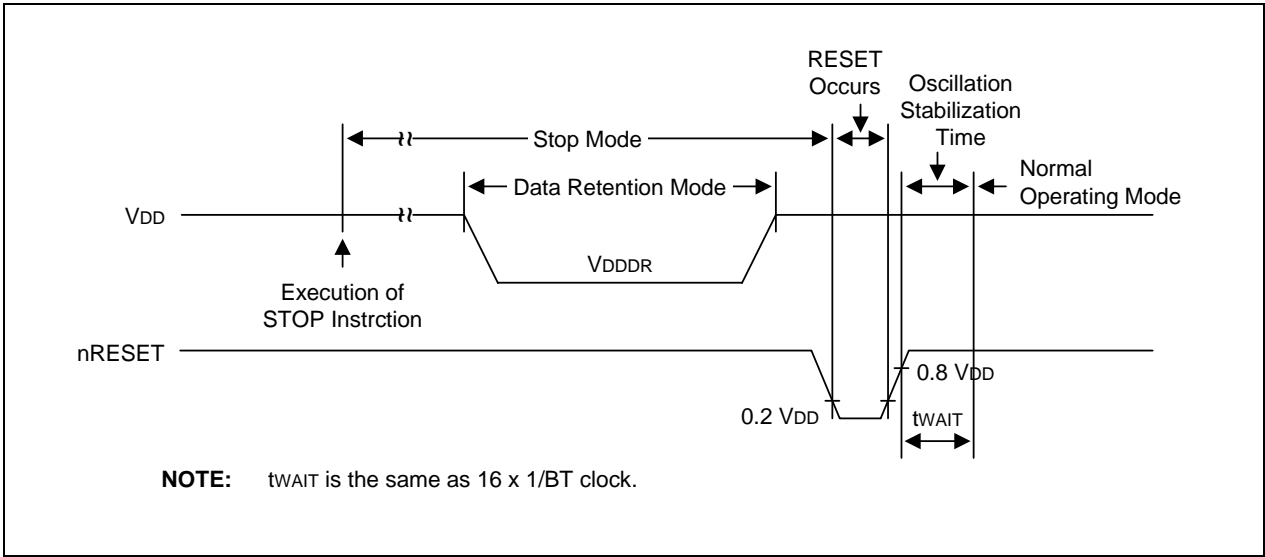 RESET
Occurs
Oscillation
Stabilization
Time
Stop Mode
Data Retention Mode
Normal
Operating Mode
VDD
VDDDR
Execution of
STOP Instrction
nRESET
0.8 VDD
0.2 VDD
tWAIT
NOTE: tWAIT is the same as 16 x 1/BT clock.